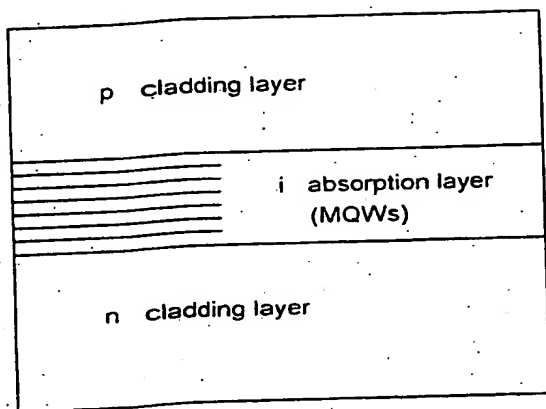 p cladding layer
i absorption layer
(MQWs)
n cladding layer